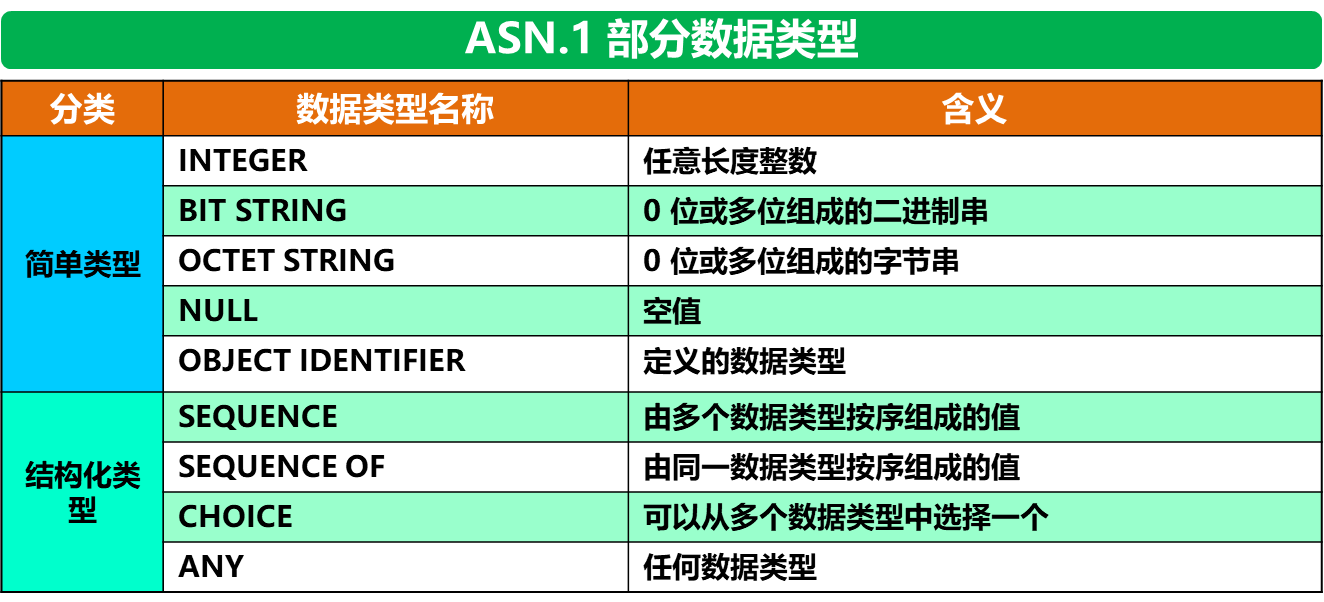 ASN.1 部分数据类型
分类 数据类型名称 含义
简单类型
INTEGER 任意长度整数
BIT STRING 0 位或多位组成的二进制串
OCTET STRING 0 位或多位组成的字节串
NULL 空值
OBJECT IDENTIFIER 定义的数据类型
结构化类
型
SEQUENCE 由多个数据类型按序组成的值
SEQUENCE OF 由同一数据类型按序组成的值
CHOICE 可以从多个数据类型中选择一个
ANY 任何数据类型